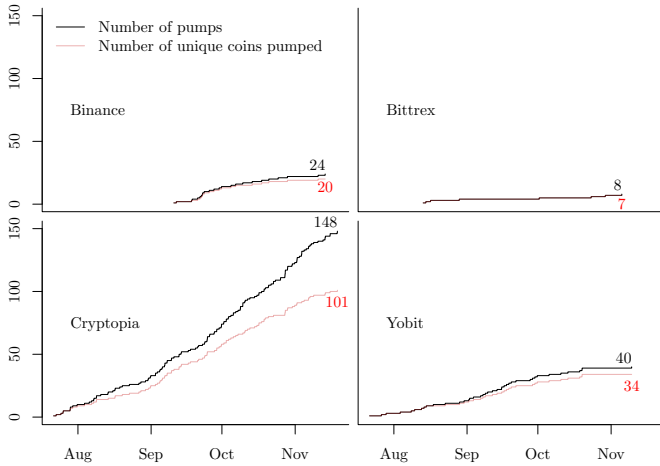 150
Number of pumps
Number of unique coins pumped
100
Binance
Bittrex
50
24
20
8
7
0
150
148
100
101
Cryptopia
Yobit
50
40
34
0
Aug Sep Oct Nov Aug Sep Oct Nov